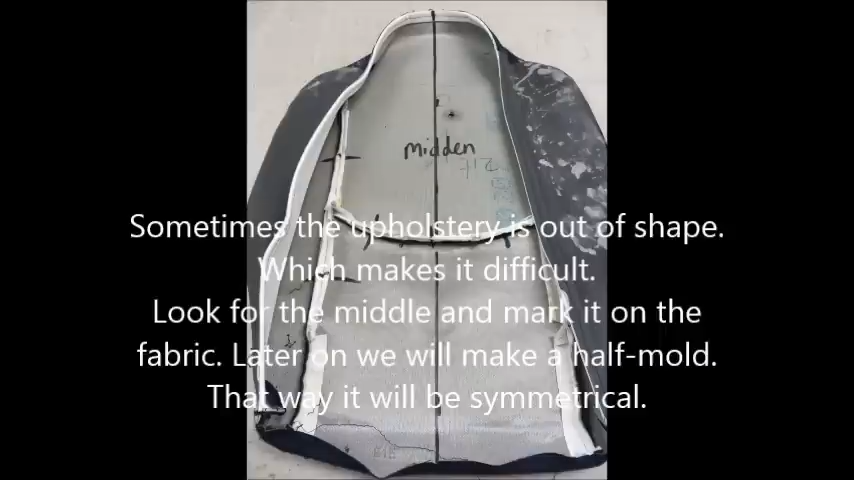 midden
Sometimes the upholstery is out of shape.
Which makes it difficult.
Look for the middle and mark it on the
fabric. Later on we will make a half-mold.
That way it will be symmetrical.